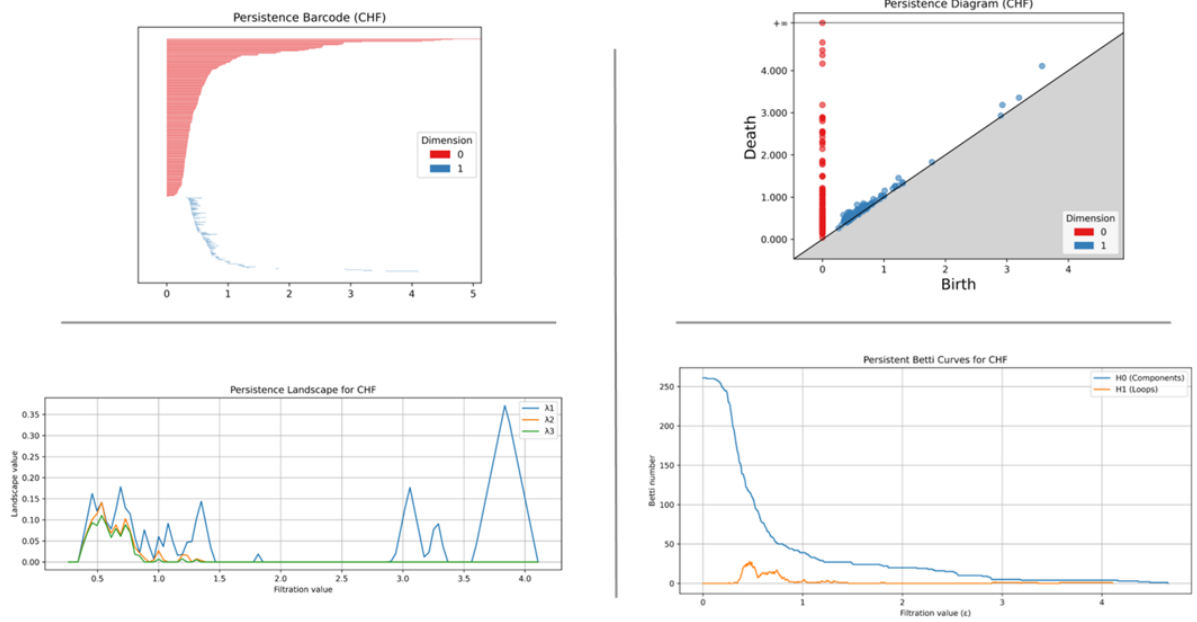 Persistence Barcode (CHF)
Dimension
0
1
0 1 2 3 4 5
Persistence Diagram (CHF)
+∞
4.000
3.000
2.000
1.000
0.000
Death
Dimension
0
1
0 1 2 3 4
Birth
Persistence Landscape for CHF
λ1
λ2
λ3
0.35
0.30
0.25
0.20
0.15
0.10
0.05
0.00
Landscape value
0.5 1.0 1.5 2.0 2.5 3.0 3.5 4.0
Filtration value
Persistent Betti Curves for CHF
H0 (Components)
H1 (Loops)
250
200
150
100
50
0
Betti number
0 1 2 3 4
Filtration value (ε)